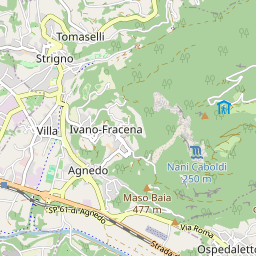 Tomaselli
Strigno
Villa
Ivano-Fracena
Nani Caboldi
250 m
Agnedo
Maso Baia
477 m
SP 61 di Agnedo
Via Roma
Strada
Ospedaletto